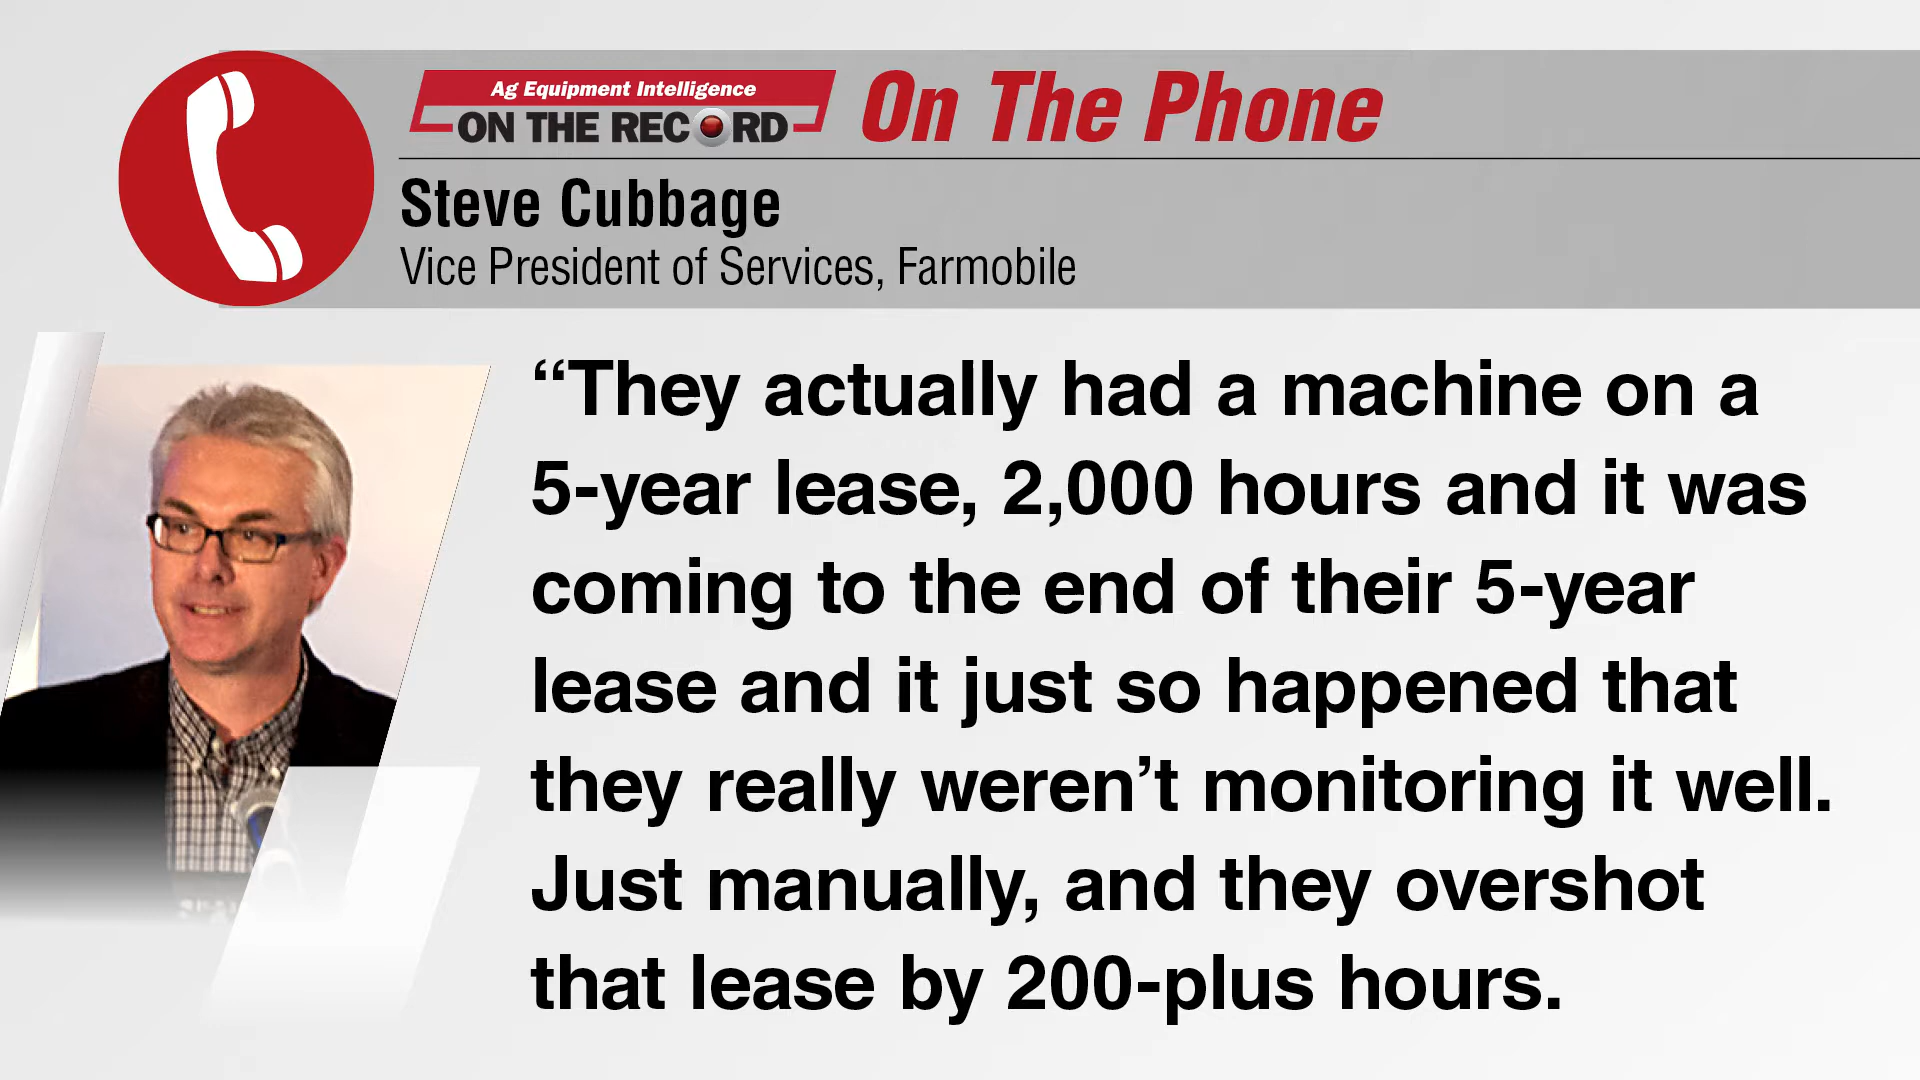 Ag Equipment Intelligence
ON THE RECORD
On The Phone
Steve Cubbage
Vice President of Services, Farmobile
“They actually had a machine on a
5-year lease, 2,000 hours and it was
coming to the end of their 5-year
lease and it just so happened that
they really weren’t monitoring it well.
Just manually, and they overshot
that lease by 200-plus hours.